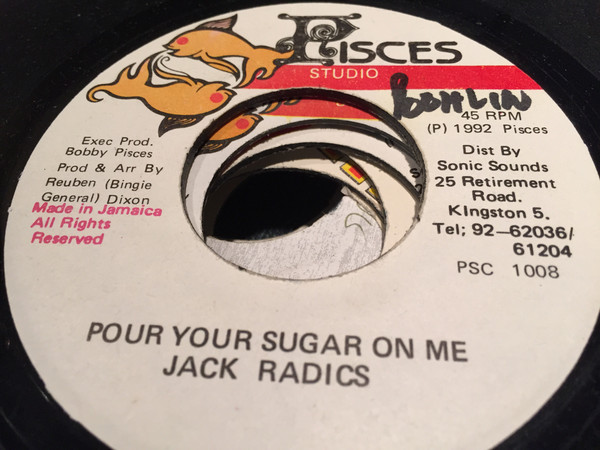 PISCES
STUDIO
45 RPM
(P) 1992 Pisces
Exec Prod.
Bobby Pisces
Prod & Arr By
Reuben (Bingie
General) Dixon
Made in Jamaica
All Rights
Reserved
Dist By
Sonic Sounds
25 Retirement
Road.
KIngston 5.
Tel; 92–62036/
61204
PSC 1008
POUR YOUR SUGAR ON ME
JACK RADICS